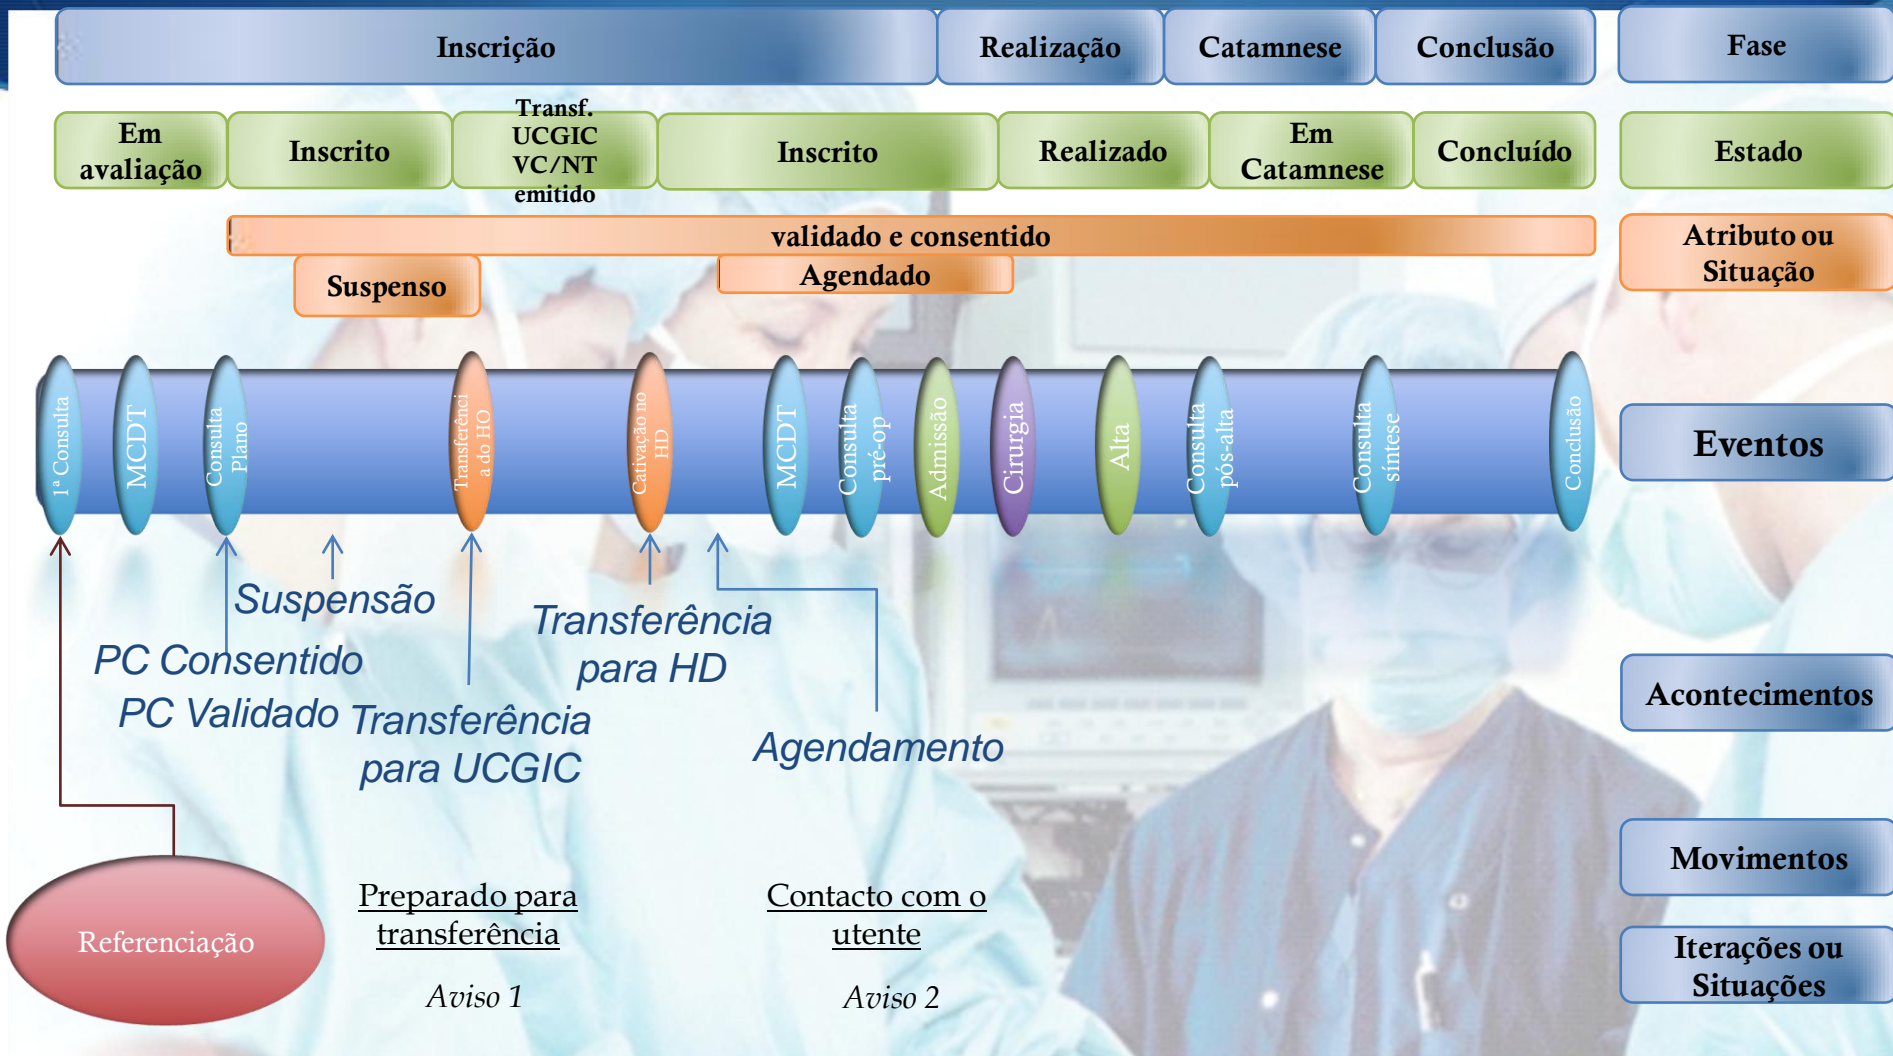 Inscrição
Realização
Catamnese
Conclusão
Fase
Em
avaliação
Inscrito
Transf.
UCGIC
VC/NT
emitido
Inscrito
Realizado
Em
Catamnese
Concluído
Estado
validado e consentido
Atributo ou
Situação
Suspenso
Agendado
1ª Consulta
MCDT
Consulta
Plano
Transferênci
a do HO
Cativação no
HD
MCDT
Consulta
pré-op
Admissão
Cirurgia
Alta
Consulta
pós-alta
Consulta
síntese
Conclusão
Eventos
Suspensão
PC Consentido
PC Validado
Transferência
para UCGIC
Transferência
para HD
Agendamento
Acontecimentos
Movimentos
Referenciação
Preparado para
transferência
Aviso 1
Contacto com o
utente
Aviso 2
Iterações ou
Situações